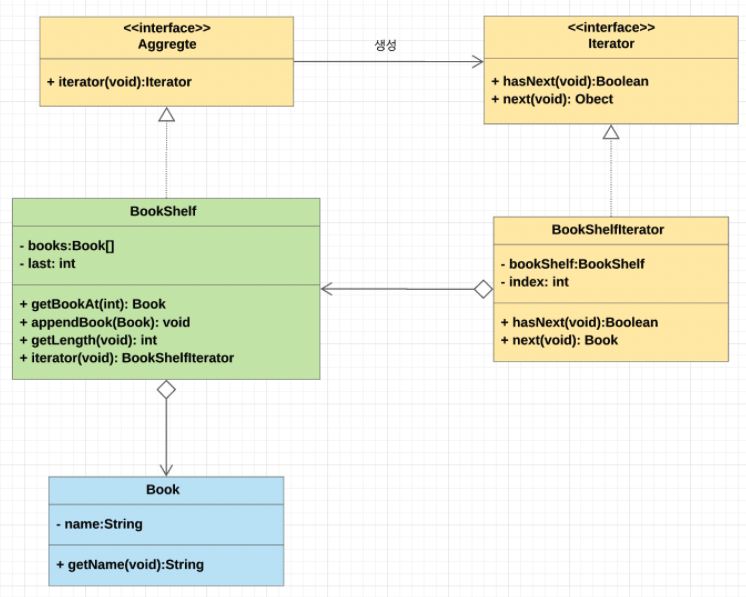 <<interface>>
Aggregte
+ iterator(void):Iterator
생성
<<interface>>
Iterator
+ hasNext(void):Boolean
+ next(void): Obect
BookShelf
- books:Book[]
- last: int
+ getBookAt(int): Book
+ appendBook(Book): void
+ getLength(void): int
+ iterator(void): BookShelfIterator
BookShelfIterator
- bookShelf:BookShelf
- index: int
+ hasNext(void):Boolean
+ next(void): Book
Book
- name:String
+ getName(void):String